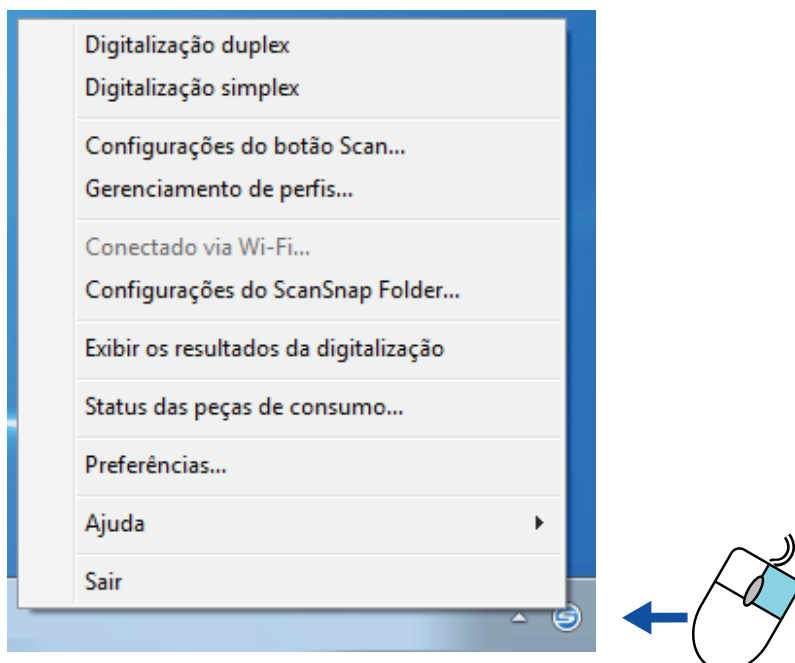 Digitalização duplex
Digitalização simplex
Configurações do botão Scan...
Gerenciamento de perfis...
Conectado via Wi-Fi...
Configurações do ScanSnap Folder...
Exibir os resultados da digitalização
Status das peças de consumo...
Preferências...
Ajuda
Sair